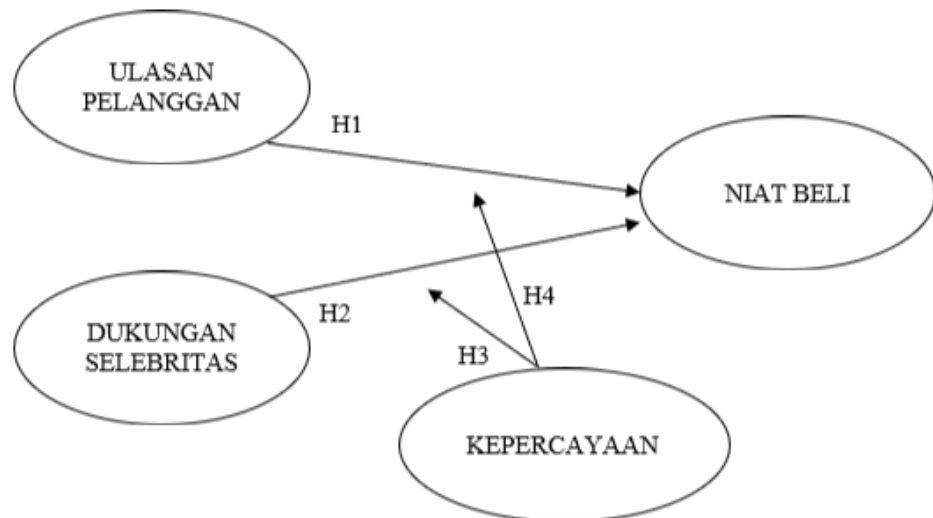 ULASAN
PELANGGAN
H1
NIAT BELI
H2
DUKUNGAN
SELEBRITAS
H4
H3
KEPERCAYAAN